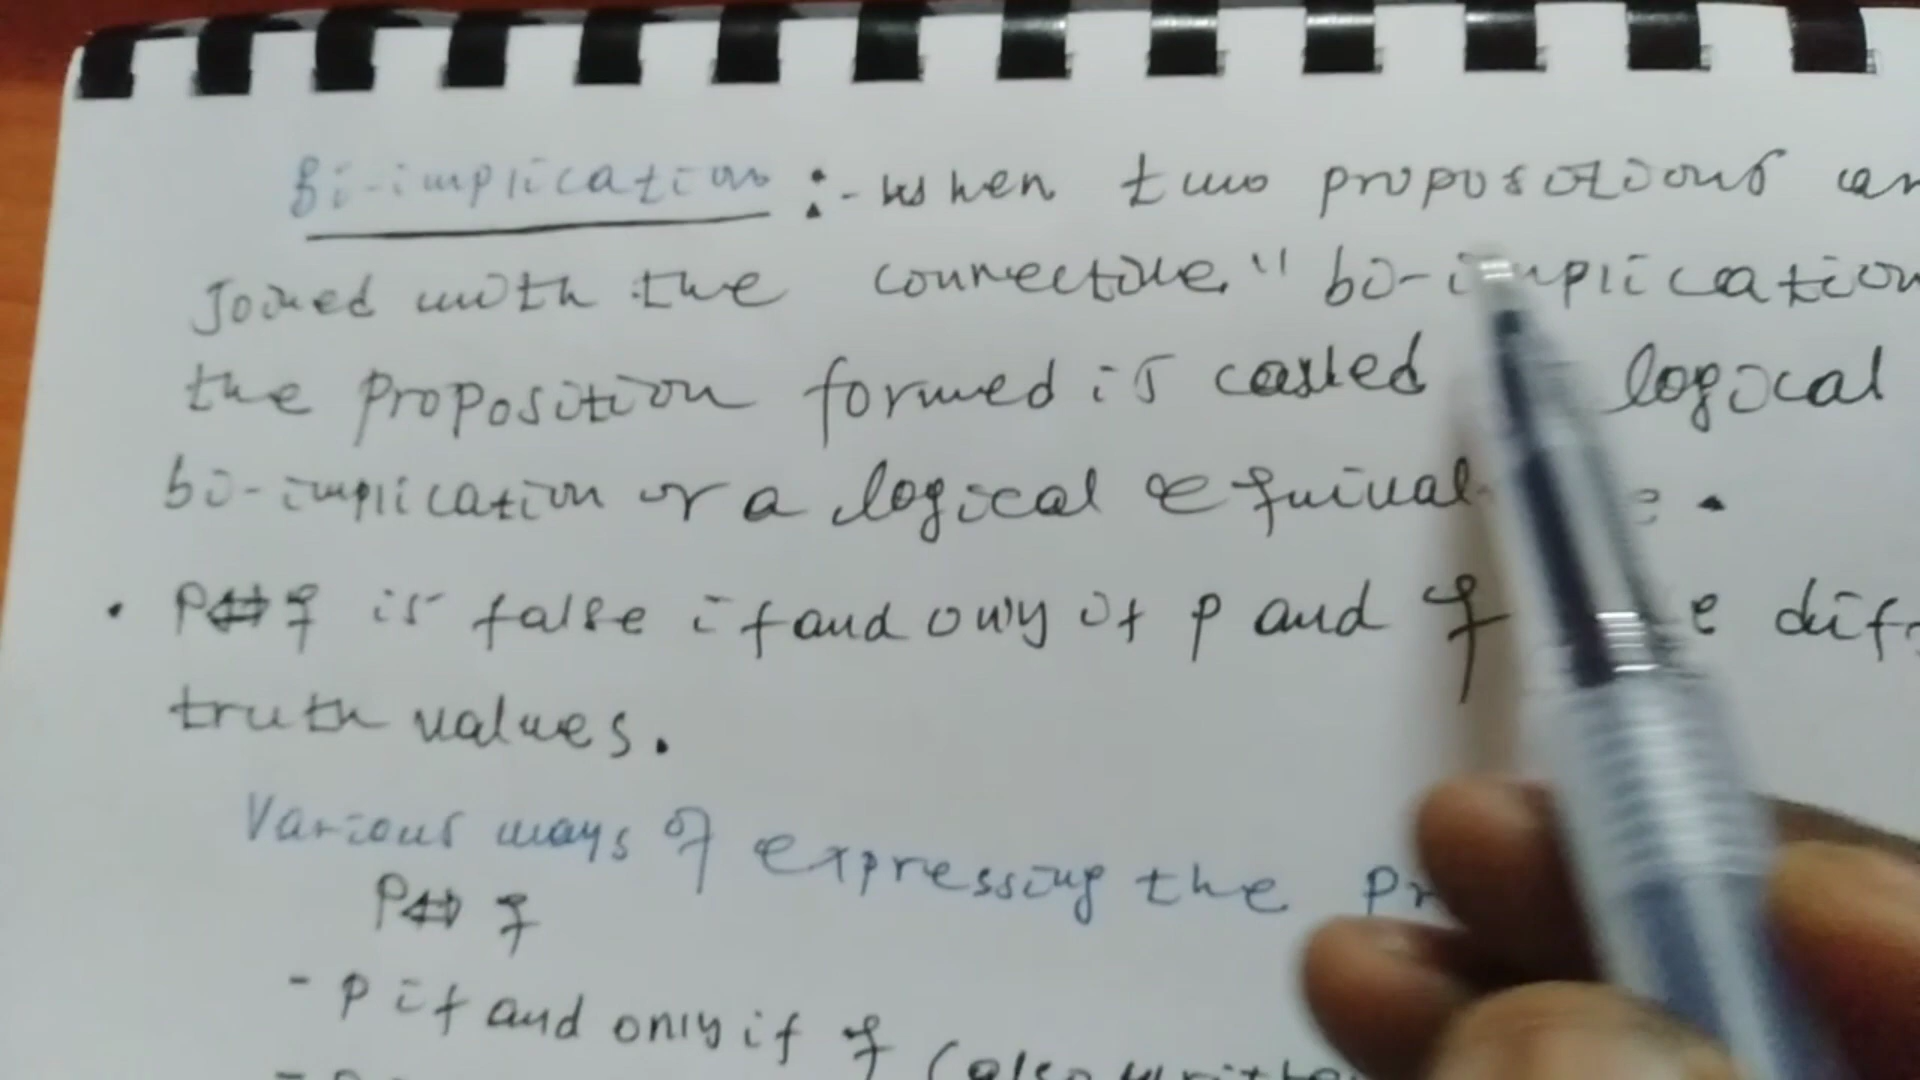 Bi-implication :- when two propositions
Joined with the connective " bi-implication
the proposition formed is called logical
bi-implication or a logical
• P⇔q is false if and only if p and q
truth values.
Various ways of expressing the
P⇔ q
- p if and only if q (also